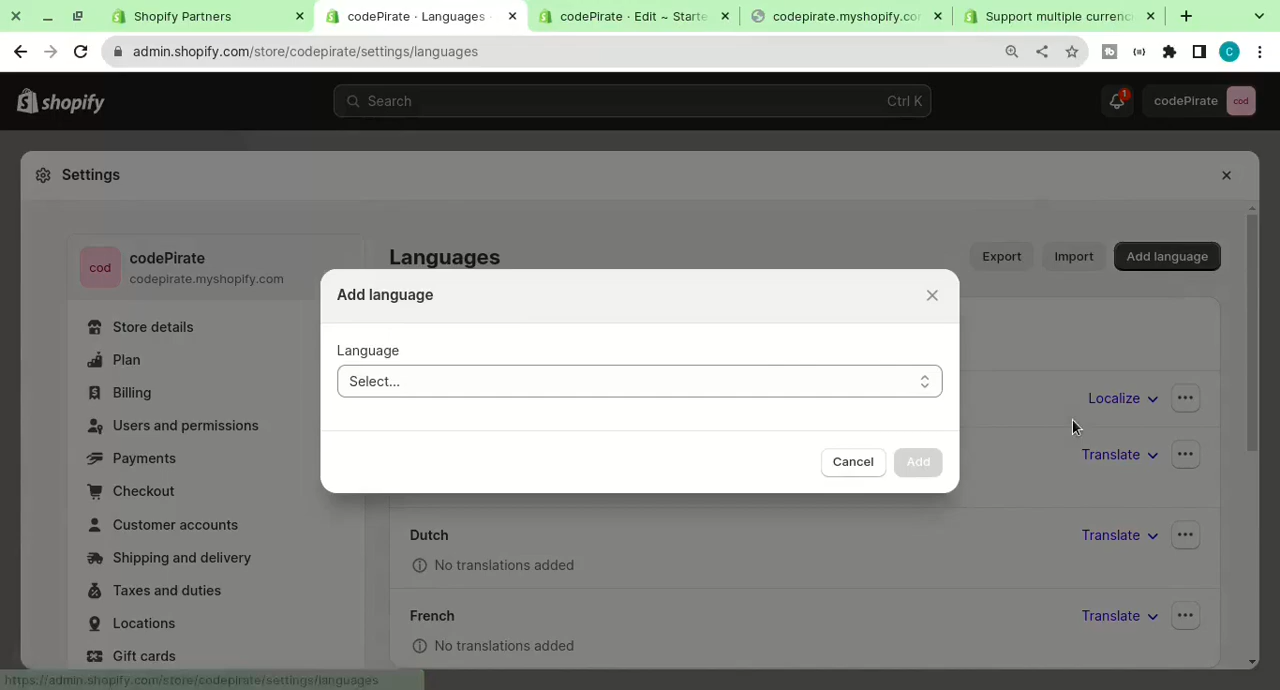 Shopify Partners
codePirate · Languages ·
codePirate · Edit ~ Starte
codepirate.myshopify.co
Support multiple currenc
admin.shopify.com/store/codepirate/settings/languages
C
shopify
Search
Ctrl K
1
codePirate
cod
Settings
cod
codePirate
codepirate.myshopify.com
Store details
Plan
Billing
Users and permissions
Payments
Checkout
Customer accounts
Shipping and delivery
Taxes and duties
Locations
Gift cards
Languages
Export
Import
Add language
Localize
Translate
Dutch
No translations added
Translate
French
No translations added
Translate
Add language
Language
Select...
Cancel
Add
https://admin.shopify.com/store/codepirate/settings/languages